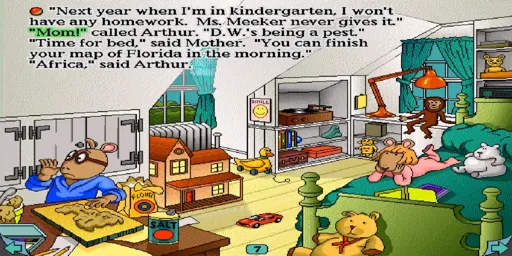 "Next year when I'm in kindergarten, I won't
have any homework. Ms. Meeker never gives it."
"Mom!" called Arthur. "D.W.'s being a pest."
"Time for bed," said Mother. "You can finish
your map of Florida in the morning."
"Africa," said Arthur.
SMILE
FLOUR
SALT
7